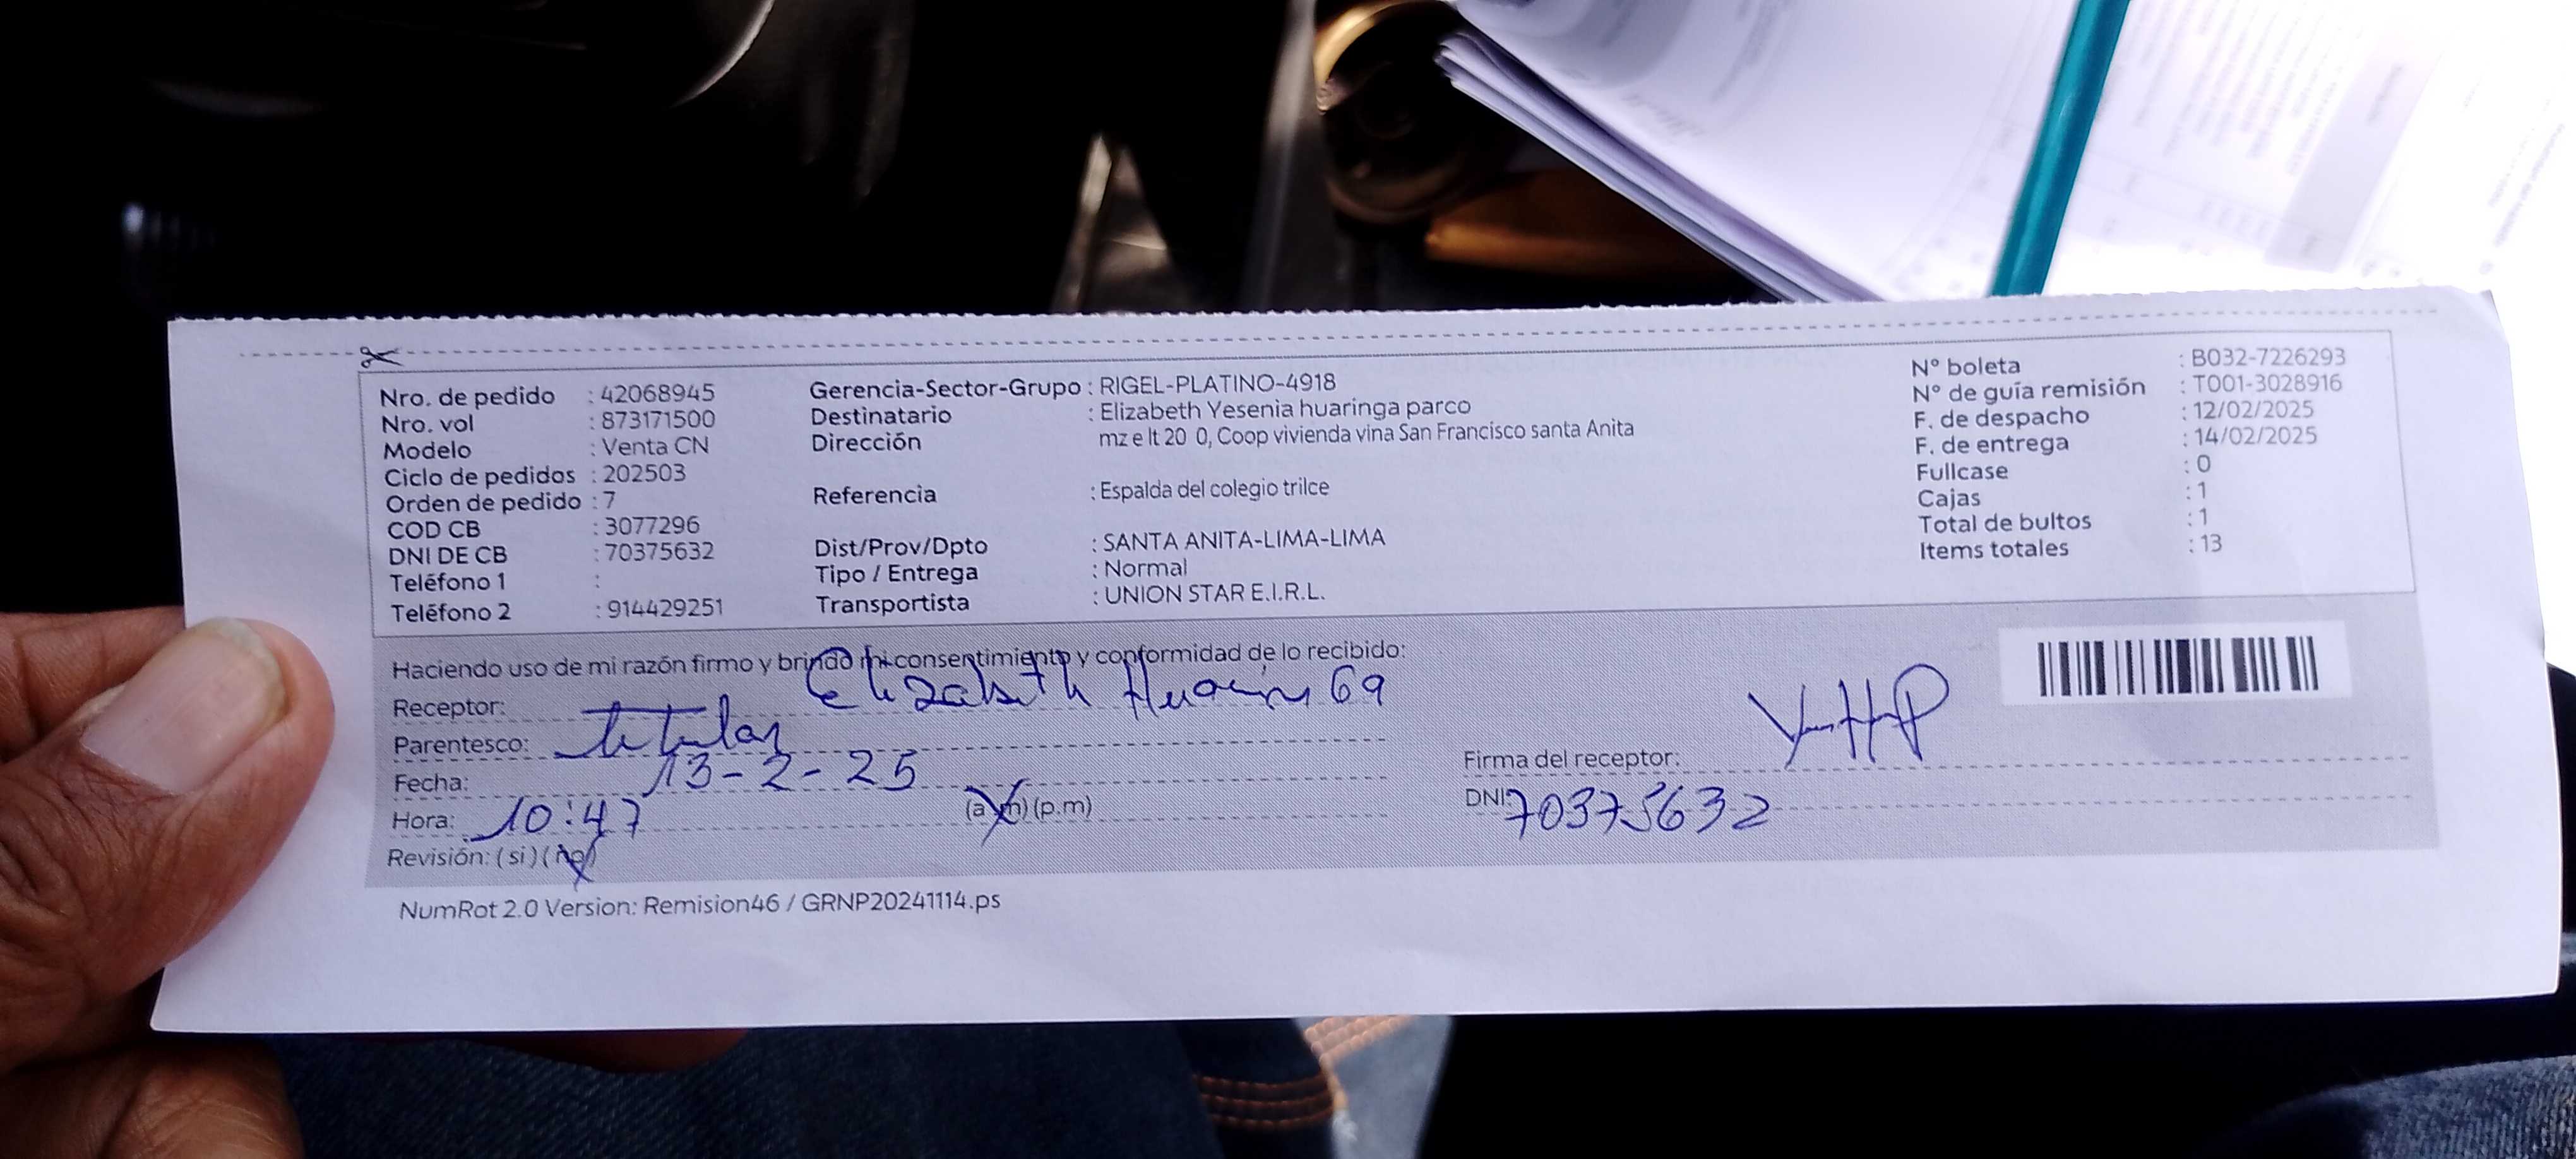 Nro. de pedido : 42068945
Nro. vol : 873171500
Modelo : Venta CN
Ciclo de pedidos : 202503
Orden de pedido : 7
COD CB : 3077296
DNI DE CB : 70375632
Teléfono 1 :
Teléfono 2 : 914429251
Gerencia-Sector-Grupo : RIGEL-PLATINO-4918
Destinatario : Elizabeth Yesenia huaringa parco
Dirección mz e lt 20 0, Coop vivienda vina San Francisco santa Anita
Referencia : Espalda del colegio trilce
Dist/Prov/Dpto : SANTA ANITA-LIMA-LIMA
Tipo / Entrega : Normal
Transportista : UNION STAR E.I.R.L.
N° boleta : B032-7226293
N° de guía remisión : T001-3028916
F. de despacho : 12/02/2025
F. de entrega : 14/02/2025
Fullcase : 0
Cajas : 1
Total de bultos : 1
Items totales : 13
Haciendo uso de mi razón firmo y brindo mi consentimiento y conformidad de lo recibido:
Receptor: Elizabeth
Parentesco: titular
Fecha: 13-2-25
Hora: 10:47 (a.m) (p.m)
Revisión: (si) (no)
Firma del receptor:
DNI: 70375632
NumRot 2.0 Version: Remision46 / GRNP20241114.ps